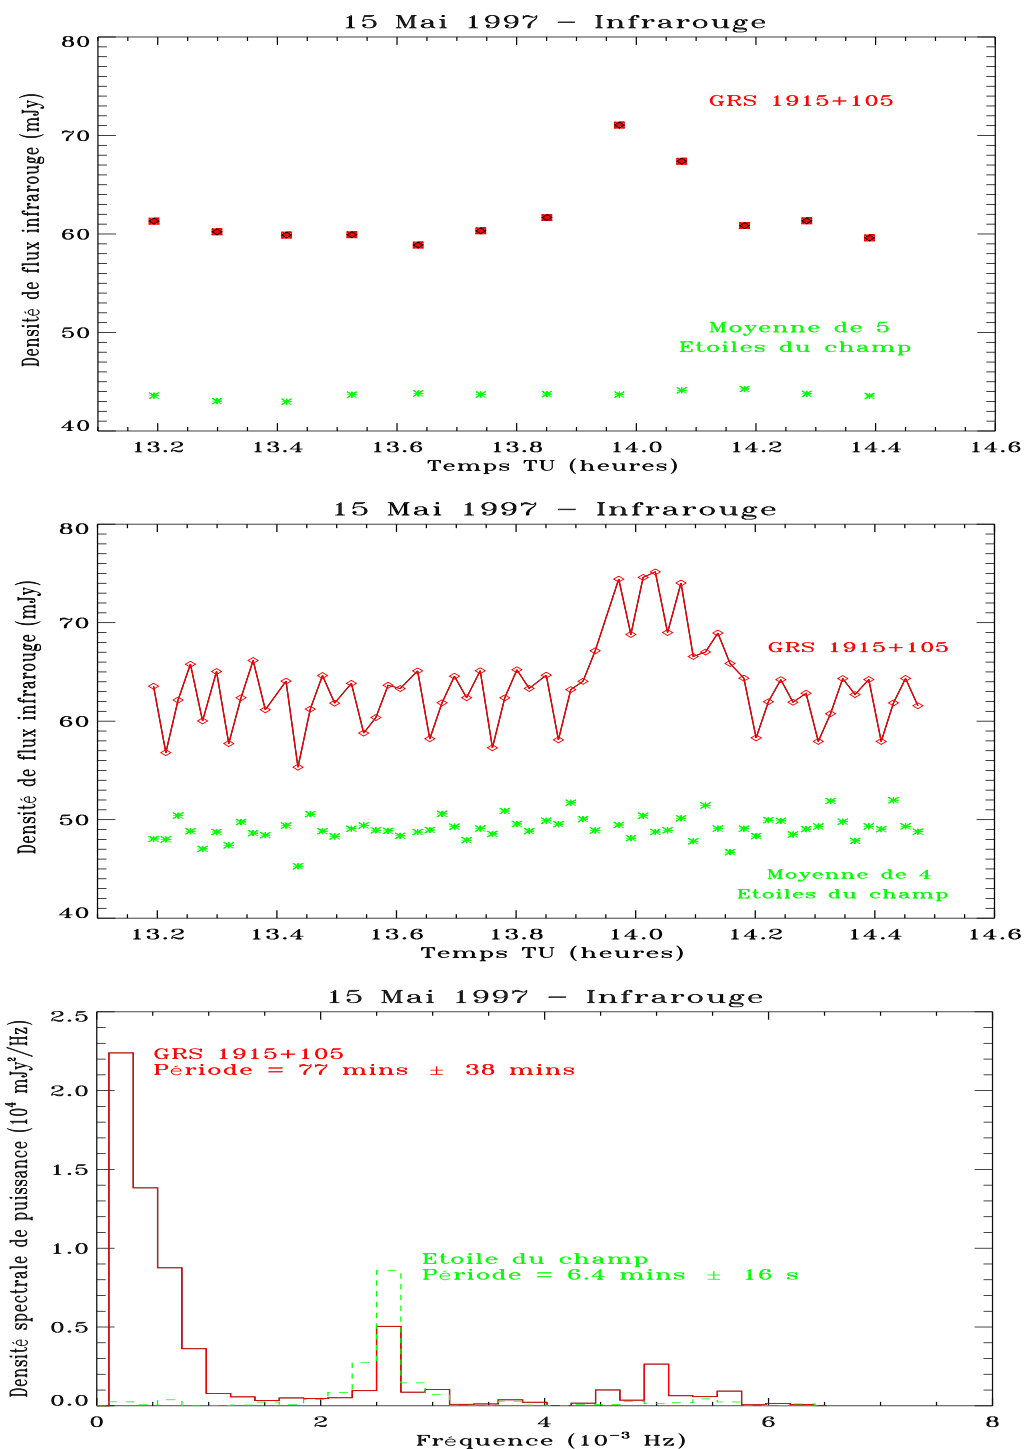 15 Mai 1997 – Infrarouge
80
70
60
50
40
Densité de flux infrarouge (mJy)
GRS 1915+105
Moyenne de 5
Etoiles du champ
13.2 13.4 13.6 13.8 14.0 14.2 14.4 14.6
Temps TU (heures)
15 Mai 1997 – Infrarouge
80
70
60
50
40
Densité de flux infrarouge (mJy)
GRS 1915+105
Moyenne de 4
Etoiles du champ
13.2 13.4 13.6 13.8 14.0 14.2 14.4 14.6
Temps TU (heures)
15 Mai 1997 – Infrarouge
2.5
2.0
1.5
1.0
0.5
0.0
Densité spectrale de puissance (10⁴ mJy²/Hz)
GRS 1915+105
Période = 77 mins ± 38 mins
Etoile du champ
Période = 6.4 mins ± 16 s
0 2 4 6 8
Fréquence (10⁻³ Hz)